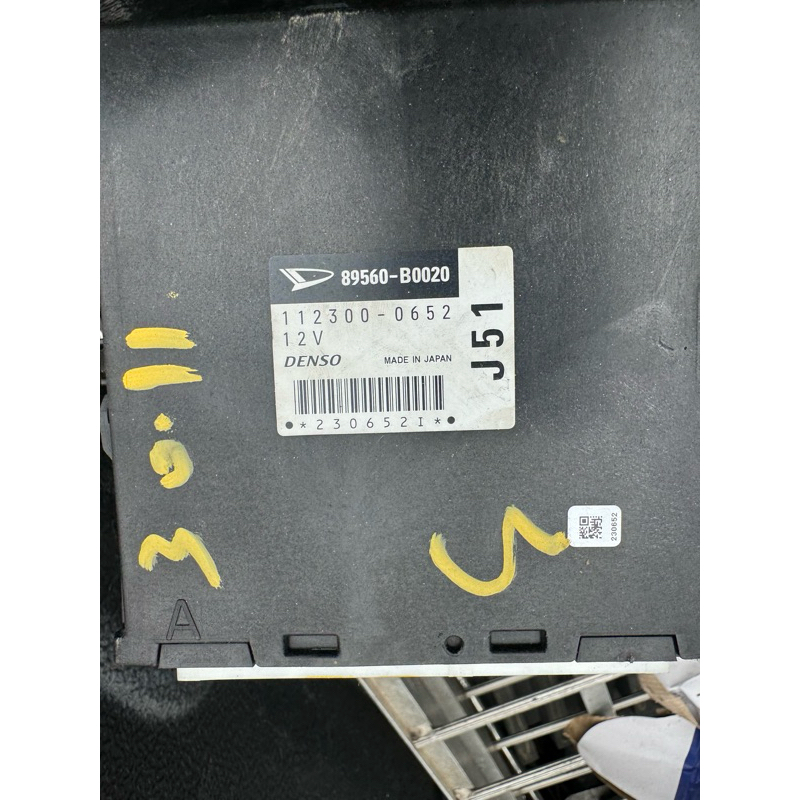 89560-B0020
112300-0652
12V
DENSO MADE IN JAPAN
*230652I*
J51
230652
A